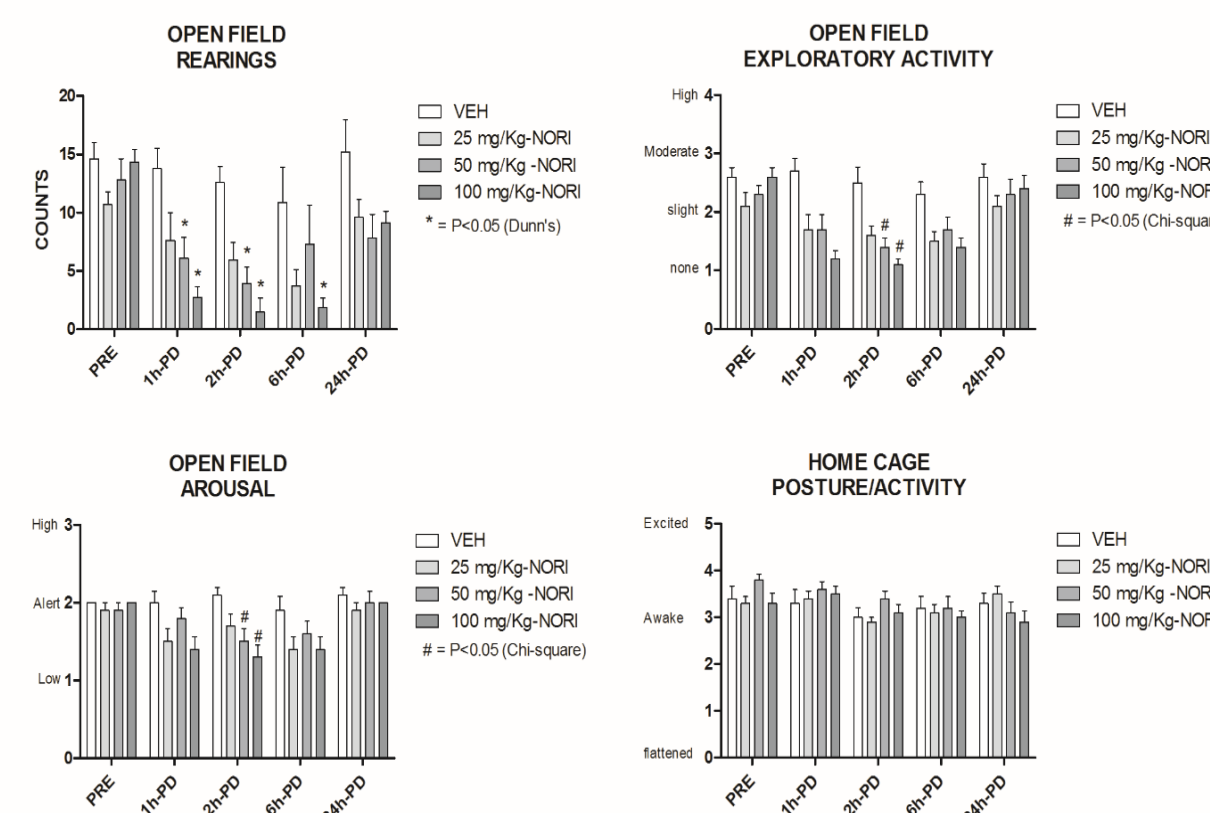 OPEN FIELD
REARINGS
20
15
10
5
0
COUNTS
PRE
1h-PD
2h-PD
6h-PD
24h-PD
*
*
*
*
*
VEH
25 mg/Kg-NORI
50 mg/Kg -NORI
100 mg/Kg-NORI
* = P<0.05 (Dunn's)
OPEN FIELD
EXPLORATORY ACTIVITY
High 4
Moderate 3
slight 2
none 1
0
PRE
1h-PD
2h-PD
6h-PD
24h-PD
#
#
VEH
25 mg/Kg-NORI
50 mg/Kg -NOR
100 mg/Kg-NOF
# = P<0.05 (Chi-squar
OPEN FIELD
AROUSAL
High 3
Alert 2
Low 1
0
PRE
1h-PD
2h-PD
6h-PD
24h-PD
#
#
VEH
25 mg/Kg-NORI
50 mg/Kg -NORI
100 mg/Kg-NORI
# = P<0.05 (Chi-square)
HOME CAGE
POSTURE/ACTIVITY
Excited 5
4
Awake 3
2
1
flattened 0
PRE
1h-PD
2h-PD
6h-PD
24h-PD
VEH
25 mg/Kg-NORI
50 mg/Kg -NOR
100 mg/Kg-NOF